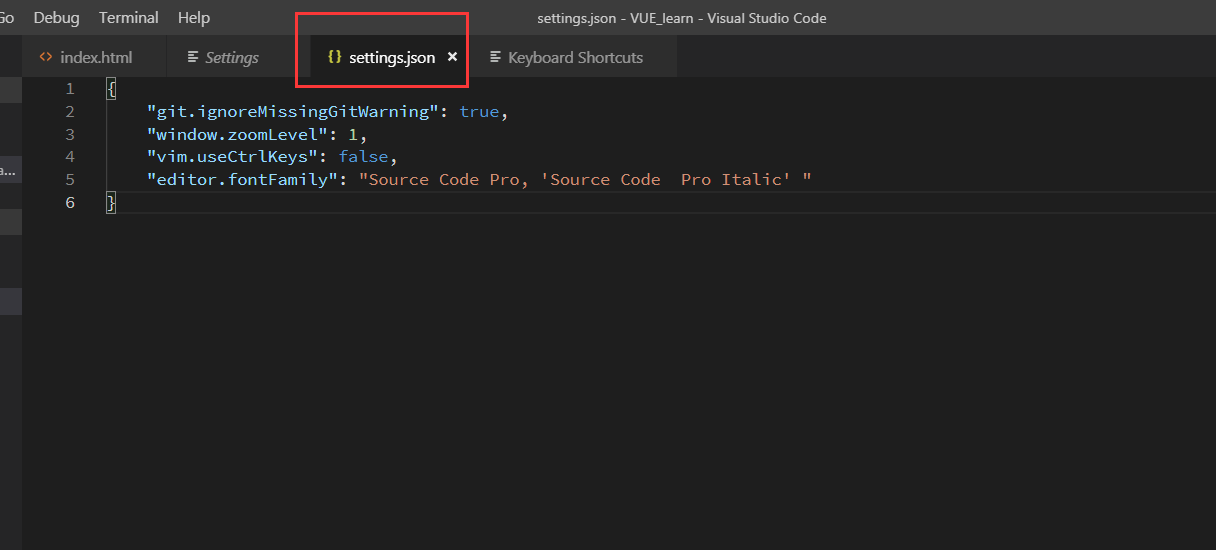 Go Debug Terminal Help settings.json - VUE_learn - Visual Studio Code
<> index.html Settings {} settings.json × Keyboard Shortcuts
1 {
2 "git.ignoreMissingGitWarning": true,
3 "window.zoomLevel": 1,
4 "vim.useCtrlKeys": false,
a...
5 "editor.fontFamily": "Source Code Pro, 'Source Code  Pro Italic' "
6 }